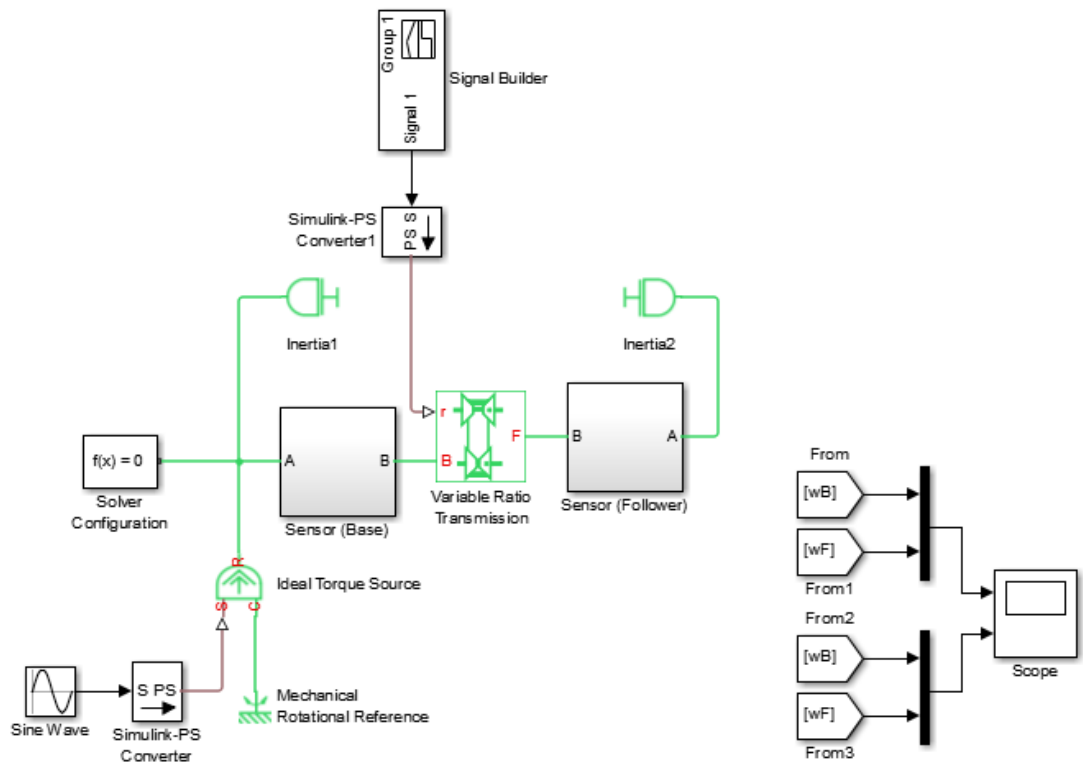 Group 1
Signal 1
Signal Builder
Simulink-PS
Converter1
PS S
Inertia1
Inertia2
r
B
F
Variable Ratio
Transmission
f(x) = 0
Solver
Configuration
A
B
Sensor (Base)
B
A
Sensor (Follower)
R
S
C
Ideal Torque Source
Mechanical
Rotational Reference
Sine Wave
S PS
Simulink-PS
Converter
From
[wB]
[wF]
From1
From2
[wB]
[wF]
From3
Scope